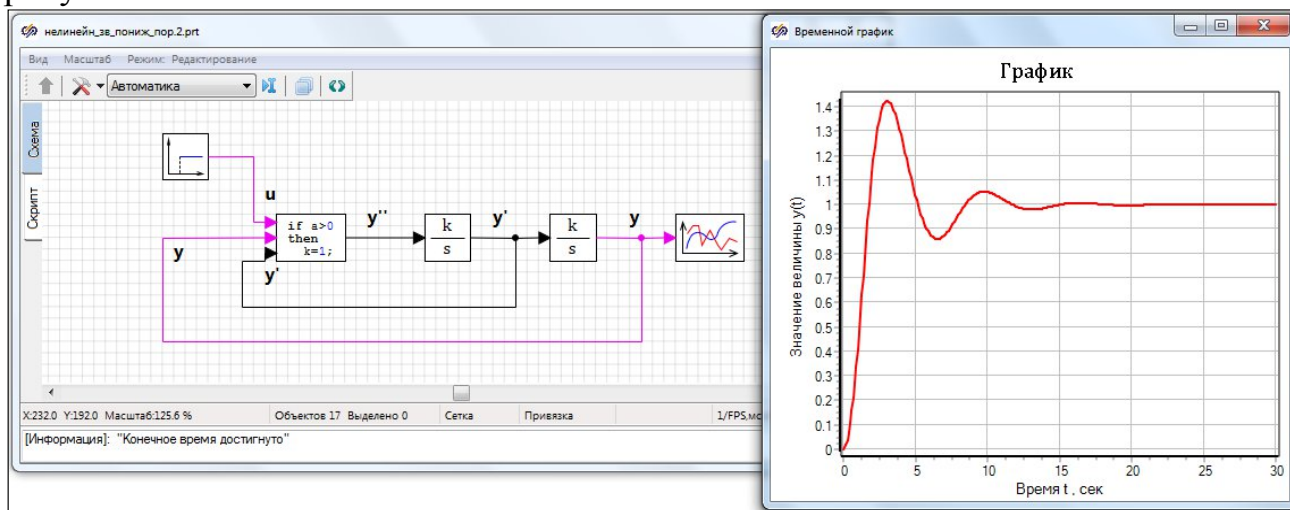 нелинейн_зв_пониж_пор.2.prt
Вид Масштаб Режим: Редактирование
Автоматика
Схема
Скрипт
u
if a>0
then
k=1;
y''
k
s
y'
k
s
y
y
y'
X:232.0 Y:192.0 Масштаб:125.6 % Объектов 17 Выделено 0 Сетка Привязка 1/FPS,мс
[Информация]: "Конечное время достигнуто"
Временной график
График
Значение величины y(t)
1.4
1.3
1.2
1.1
1
0.9
0.8
0.7
0.6
0.5
0.4
0.3
0.2
0.1
0
0 5 10 15 20 25 30
Время t , сек